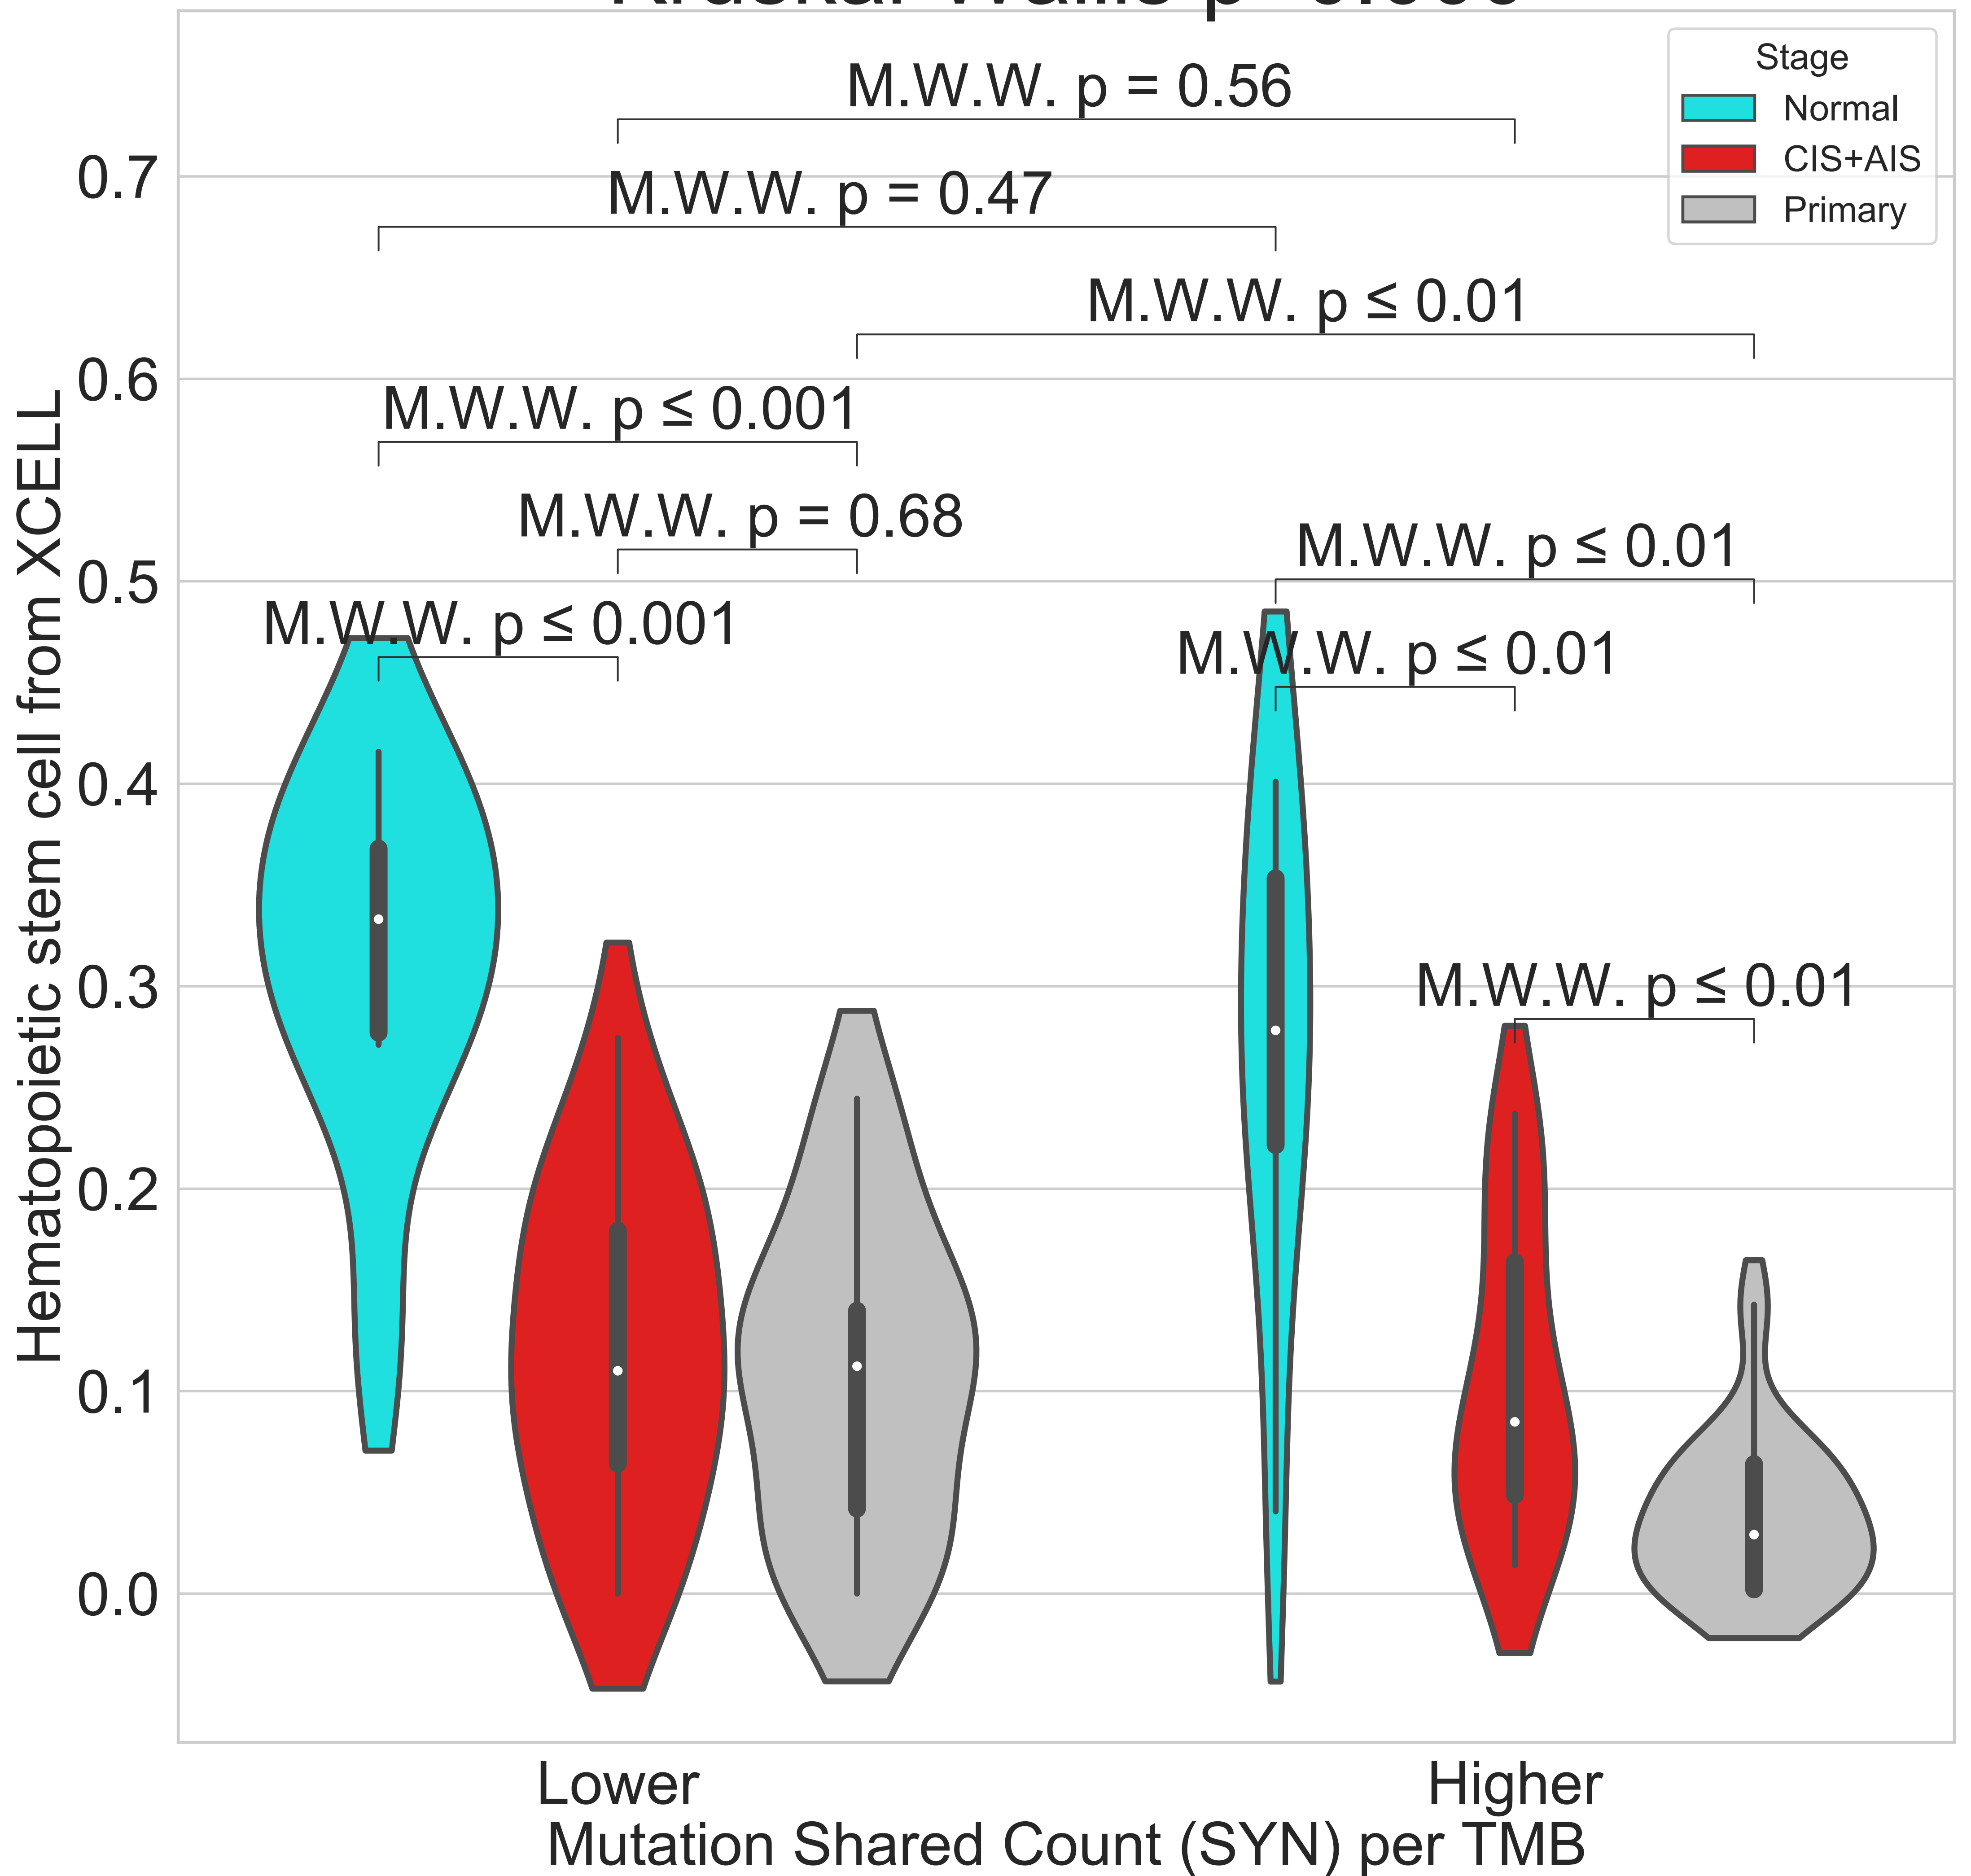 Stage
Normal
CIS+AIS
Primary
M.W.W. p = 0.56
M.W.W. p = 0.47
M.W.W. p ≤ 0.01
M.W.W. p ≤ 0.001
M.W.W. p = 0.68
M.W.W. p ≤ 0.01
M.W.W. p ≤ 0.001
M.W.W. p ≤ 0.01
M.W.W. p ≤ 0.01
0.7
0.6
0.5
0.4
0.3
0.2
0.1
0.0
Hematopoietic stem cell from XCELL
Lower
Higher
Mutation Shared Count (SYN) per TMB